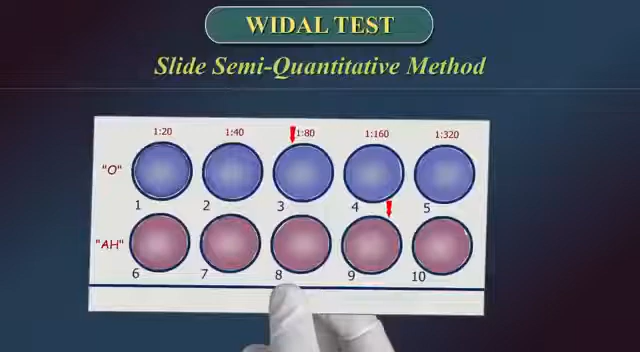 WIDAL TEST
Slide Semi-Quantitative Method
1:20 1:40 1:80 1:160 1:320
"O"
1 2 3 4 5
"AH"
6 7 8 9 10